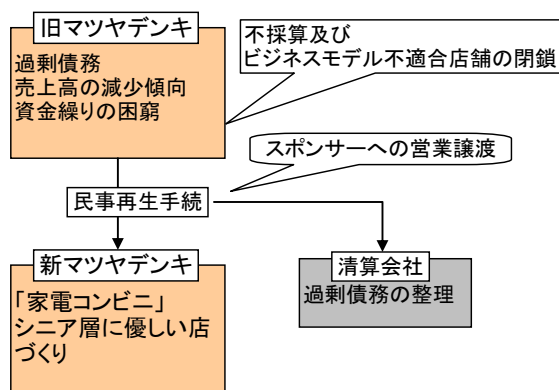 旧マツヤデンキ
過剰債務
売上高の減少傾向
資金繰りの困窮
不採算及び
ビジネスモデル不適合店舗の閉鎖
スポンサーへの営業譲渡
民事再生手続
新マツヤデンキ
「家電コンビニ」
シニア層に優しい店
づくり
清算会社
過剰債務の整理